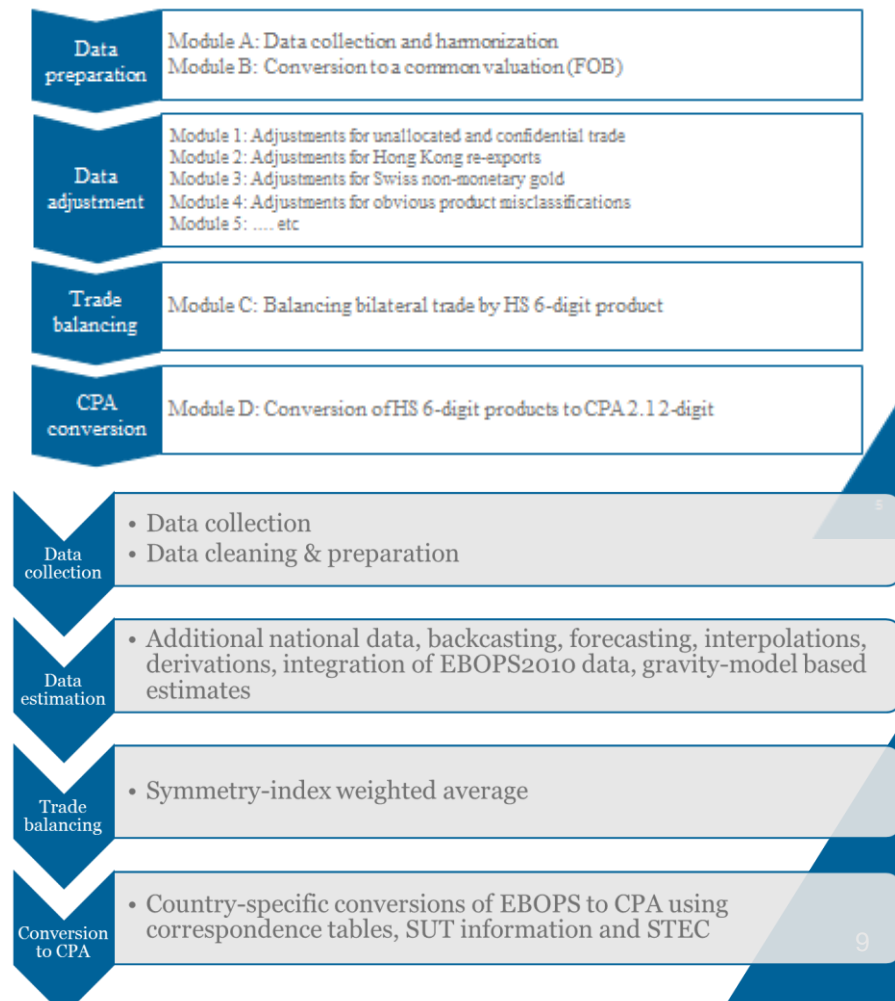 Data
preparation
Module A: Data collection and harmonization
Module B: Conversion to a common valuation (FOB)
Data
adjustment
Module 1: Adjustments for unallocated and confidential trade
Module 2: Adjustments for Hong Kong re-exports
Module 3: Adjustments for Swiss non-monetary gold
Module 4: Adjustments for obvious product misclassifications
Module 5: .... etc
Trade
balancing
Module C: Balancing bilateral trade by HS 6-digit product
CPA
conversion
Module D: Conversion of HS 6-digit products to CPA 2.1 2-digit
8
Data
collection
• Data collection
• Data cleaning & preparation
Data
estimation
• Additional national data, backcasting, forecasting, interpolations,
derivations, integration of EBOPS2010 data, gravity-model based
estimates
Trade
balancing
• Symmetry-index weighted average
Conversion
to CPA
• Country-specific conversions of EBOPS to CPA using
correspondence tables, SUT information and STEC
9